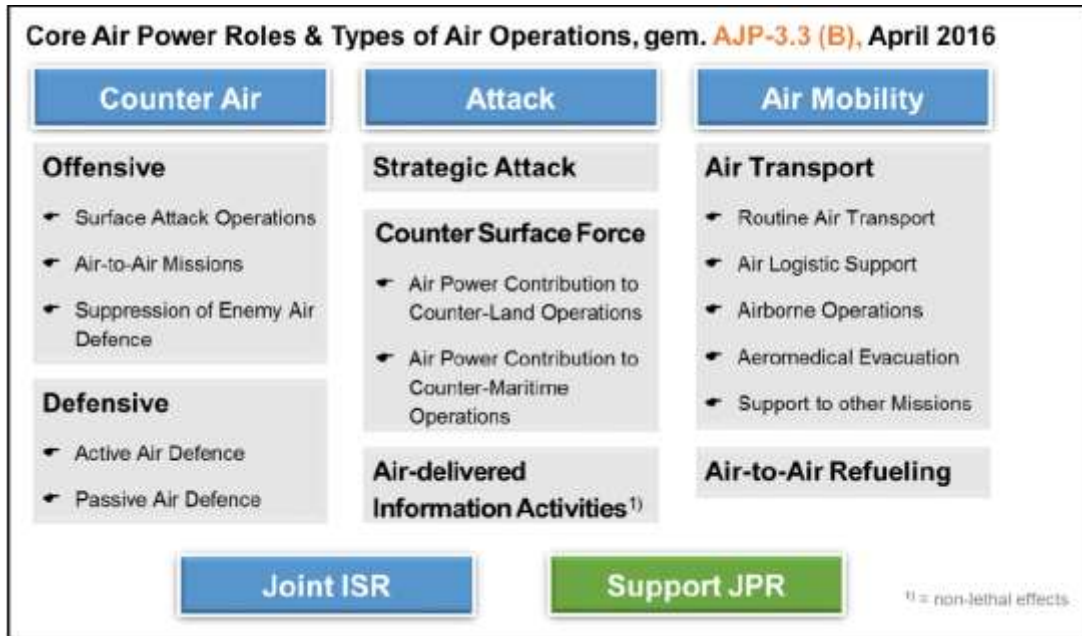 Core Air Power Roles & Types of Air Operations, gem. AJP-3.3 (B), April 2016
Counter Air
Offensive
Surface Attack Operations
Air-to-Air Missions
Suppression of Enemy Air
Defence
Defensive
Active Air Defence
Passive Air Defence
Attack
Strategic Attack
Counter Surface Force
Air Power Contribution to
Counter-Land Operations
Air Power Contribution to
Counter-Maritime
Operations
Air-delivered
Information Activities¹⁾
Air Mobility
Air Transport
Routine Air Transport
Air Logistic Support
Airborne Operations
Aeromedical Evacuation
Support to other Missions
Air-to-Air Refueling
Joint ISR
Support JPR
¹⁾ = non-lethal effects